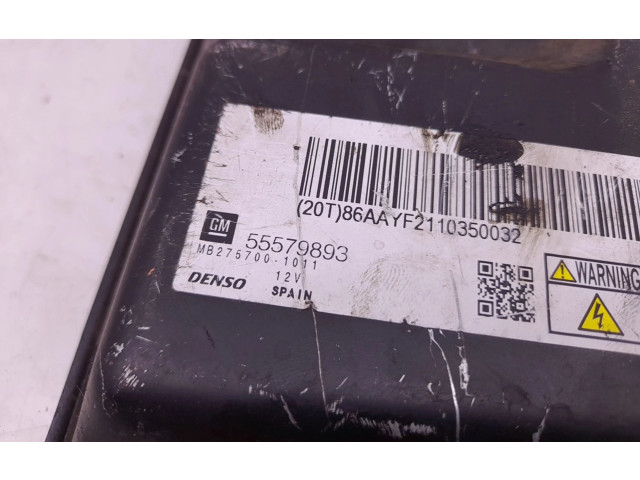 (20T)86AAYF2110350032
GM 55579893
MB275700-1011
12V
DENSO
SPAIN
WARNING